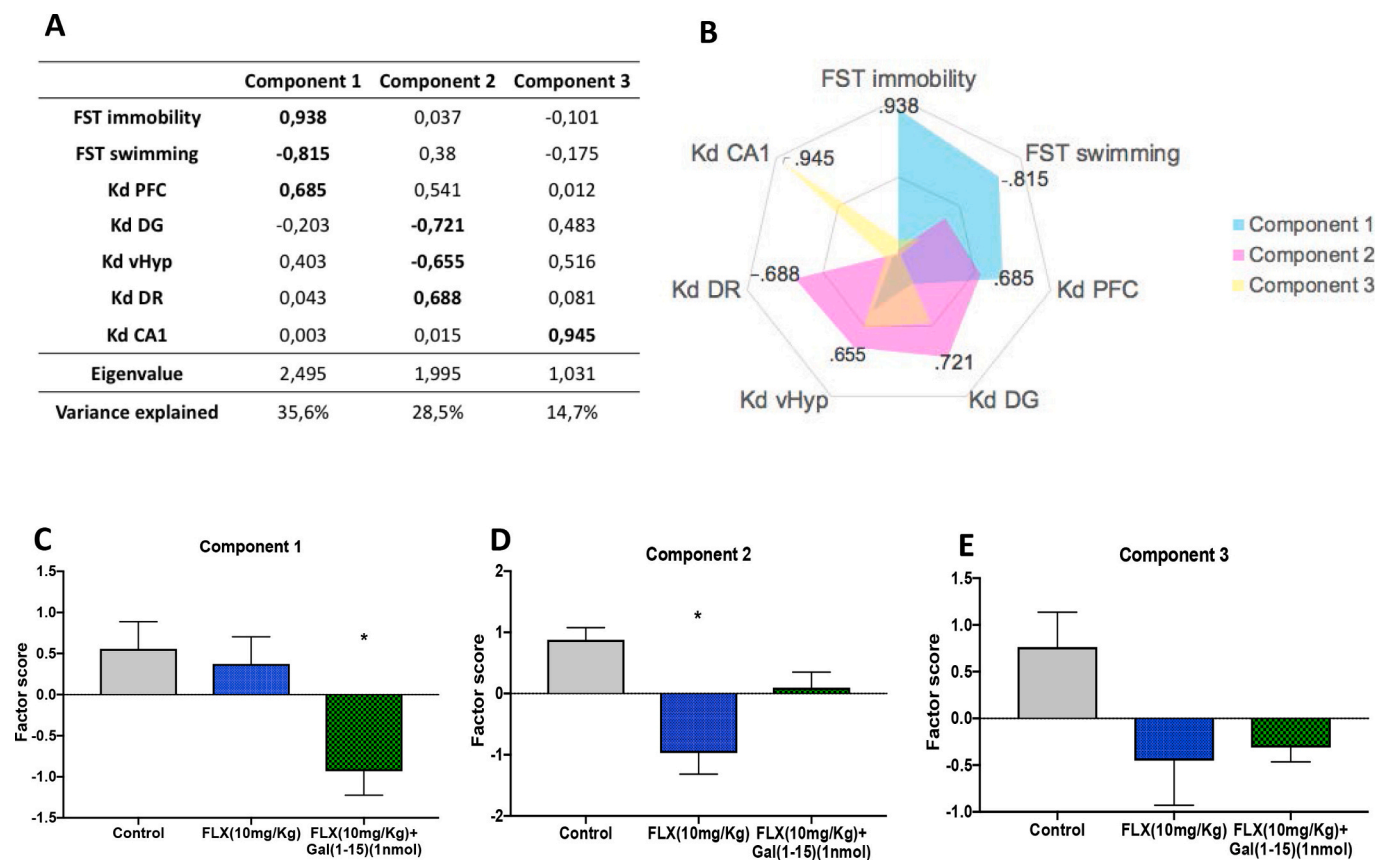 A
Component 1 Component 2 Component 3
FST immobility 0,938 0,037 -0,101
FST swimming -0,815 0,38 -0,175
Kd PFC 0,685 0,541 0,012
Kd DG -0,203 -0,721 0,483
Kd vHyp 0,403 -0,655 0,516
Kd DR 0,043 0,688 0,081
Kd CA1 0,003 0,015 0,945
Eigenvalue 2,495 1,995 1,031
Variance explained 35,6% 28,5% 14,7%
B
FST immobility
.938
Kd CA1
.945
FST swimming
-.815
Kd DR
-.688
.685
Kd PFC
.655
.721
Kd vHyp
Kd DG
Component 1
Component 2
Component 3
C
Component 1
Factor score
1.5
1.0
0.5
0.0
-0.5
-1.0
-1.5
*
Control
FLX(10mg/Kg)
FLX(10mg/Kg)+
Gal(1-15)(1nmol)
D
Component 2
Factor score
2
1
0
-1
-2
*
Control
FLX(10mg/Kg)
FLX(10mg/Kg)+
Gal(1-15)(1nmol)
E
Component 3
Factor score
1.5
1.0
0.5
0.0
-0.5
-1.0
Control
FLX(10mg/Kg)
FLX(10mg/Kg)+
Gal(1-15)(1nmol)